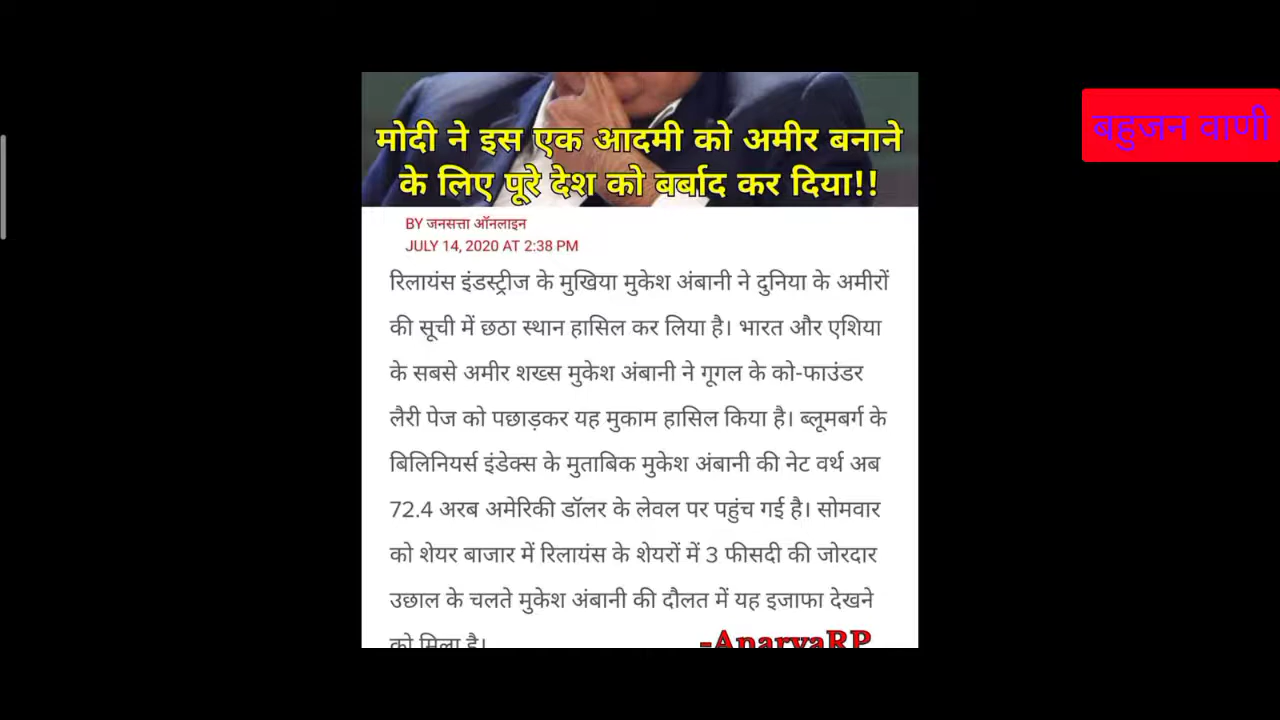 मोदी ने इस एक आदमी को अमीर बनाने
के लिए पूरे देश को बर्बाद कर दिया!!
बहुजन वाणी
BY जनसत्ता ऑनलाइन
JULY 14, 2020 AT 2:38 PM
रिलायंस इंडस्ट्रीज के मुखिया मुकेश अंबानी ने दुनिया के अमीरों
की सूची में छठा स्थान हासिल कर लिया है। भारत और एशिया
के सबसे अमीर शख्स मुकेश अंबानी ने गूगल के को-फाउंडर
लैरी पेज को पछाड़कर यह मुकाम हासिल किया है। ब्लूमबर्ग के
बिलिनियर्स इंडेक्स के मुताबिक मुकेश अंबानी की नेट वर्थ अब
72.4 अरब अमेरिकी डॉलर के लेवल पर पहुंच गई है। सोमवार
को शेयर बाजार में रिलायंस के शेयरों में 3 फीसदी की जोरदार
उछाल के चलते मुकेश अंबानी की दौलत में यह इजाफा देखने
को मिला है।
-AparvaRP